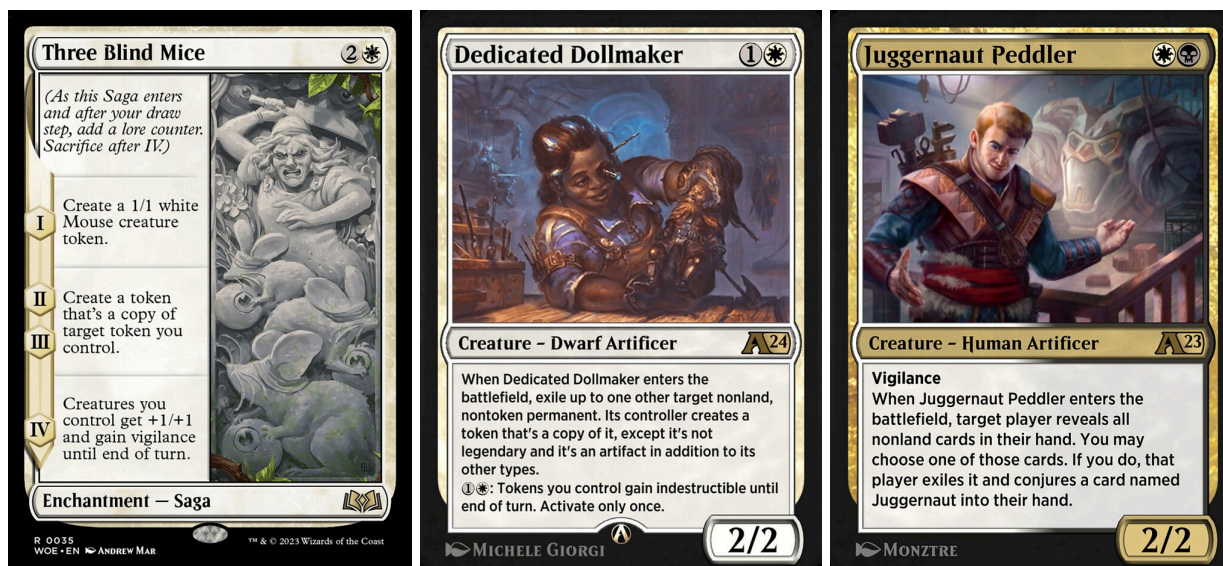 Three Blind Mice 2
(As this Saga enters
and after your draw
step, add a lore counter.
Sacrifice after IV.)
I
Create a 1/1 white
Mouse creature
token.
II
III
Create a token
that's a copy of
target token you
control.
IV
Creatures you
control get +1/+1
and gain vigilance
until end of turn.
Enchantment — Saga
R 0035
WOE • EN ANDREW MAR
™ & © 2023 Wizards of the Coast
Dedicated Dollmaker 1
Creature – Dwarf Artificer A24
When Dedicated Dollmaker enters the
battlefield, exile up to one other target nonland,
nontoken permanent. Its controller creates a
token that's a copy of it, except it's not
legendary and it's an artifact in addition to its
other types.
1: Tokens you control gain indestructible until
end of turn. Activate only once.
2/2
MICHELE GIORGI
Juggernaut Peddler
Creature – Human Artificer A23
Vigilance
When Juggernaut Peddler enters the
battlefield, target player reveals all
nonland cards in their hand. You may
choose one of those cards. If you do, that
player exiles it and conjures a card named
Juggernaut into their hand.
2/2
MONZTRE